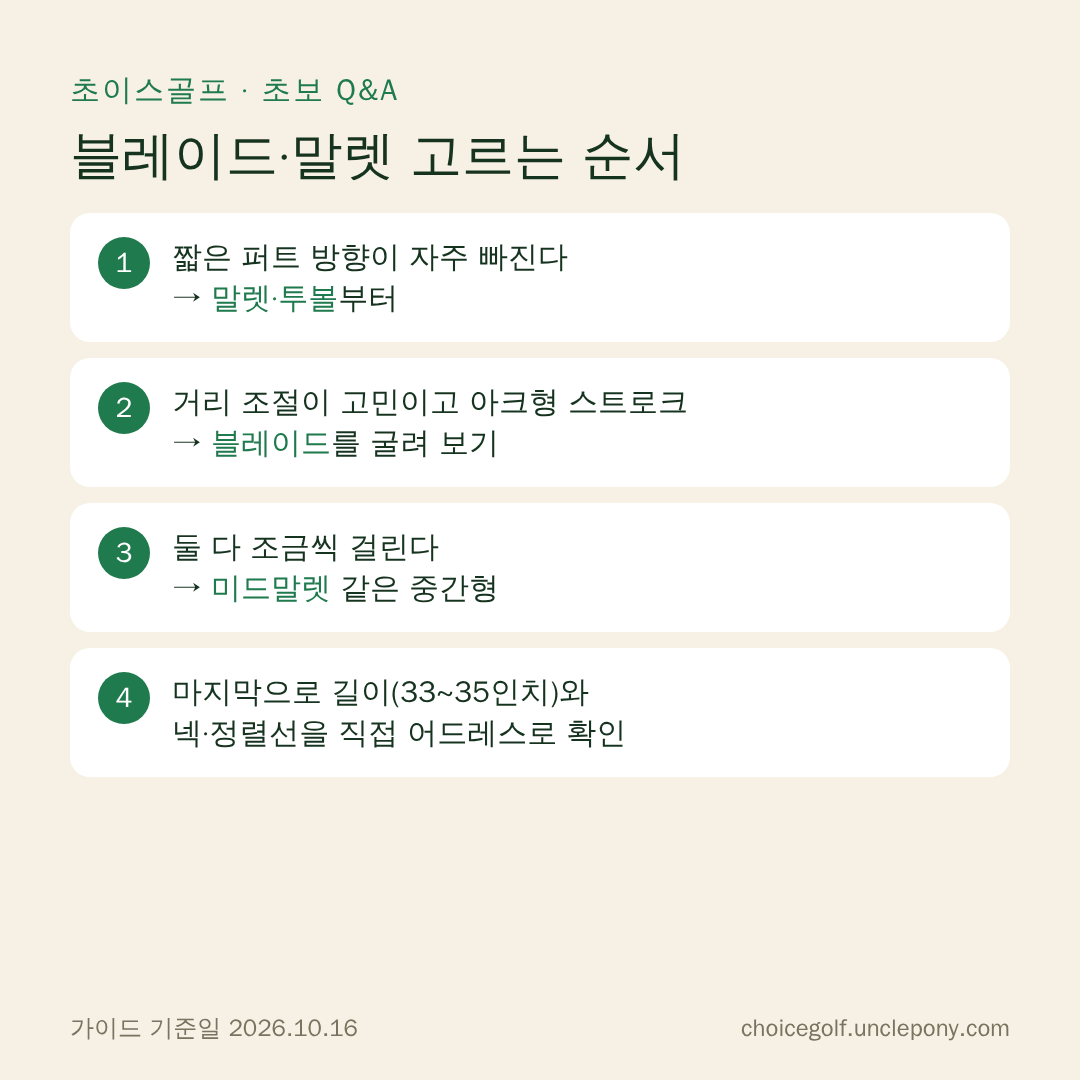 초이스골프 · 초보 Q&A
블레이드·말렛 고르는 순서
1
짧은 퍼트 방향이 자주 빠진다
→ 말렛·투볼부터
2
거리 조절이 고민이고 아크형 스트로크
→ 블레이드를 굴려 보기
3
둘 다 조금씩 걸린다
→ 미드말렛 같은 중간형
4
마지막으로 길이(33~35인치)와
넥·정렬선을 직접 어드레스로 확인
가이드 기준일 2026.10.16
choicegolf.unclepony.com